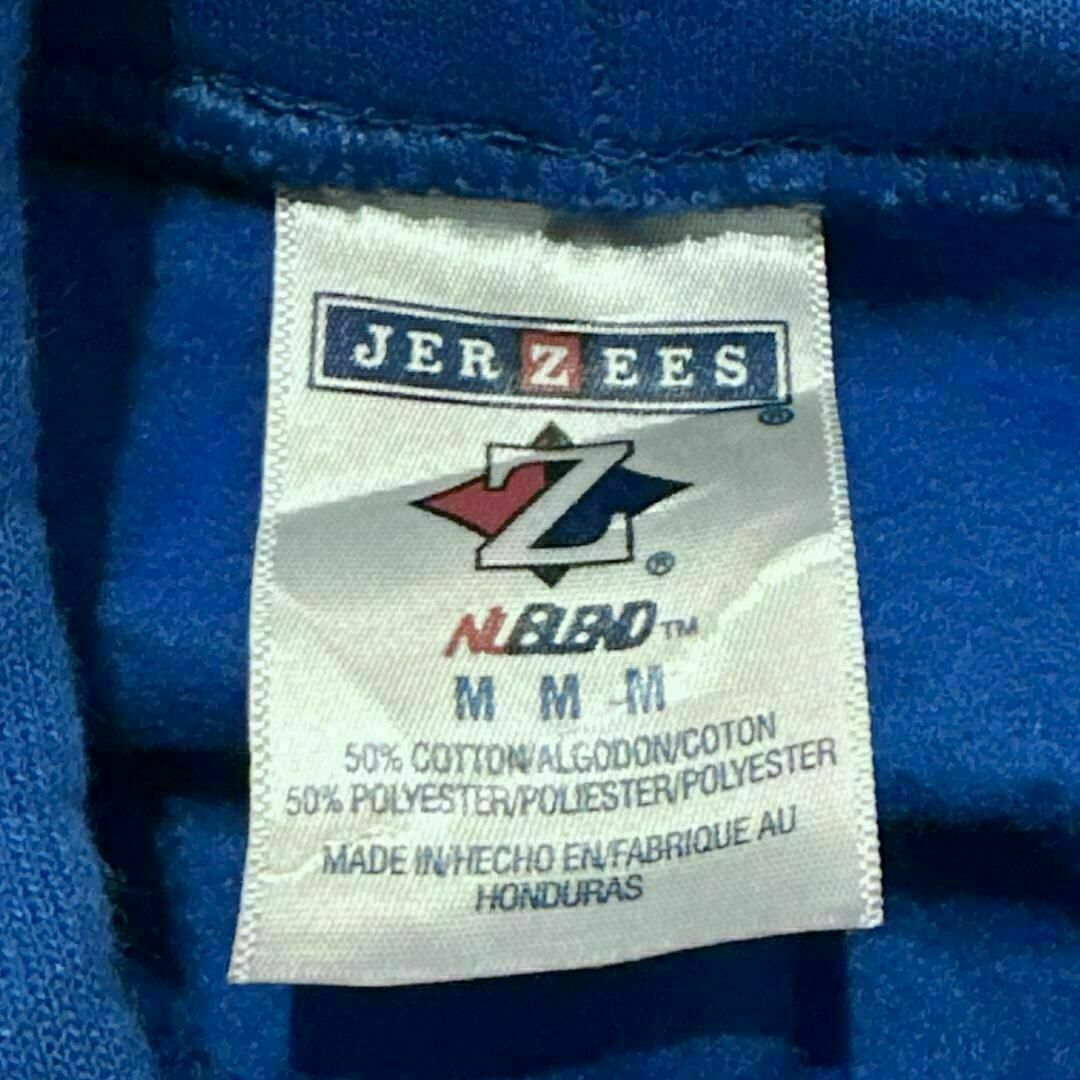 JERZEES®
Z®
NUBLEND™
M M M
50% COTTON/ALGODON/COTON
50% POLYESTER/POLIESTER/POLYESTER
MADE IN/HECHO EN/FABRIQUE AU
HONDURAS